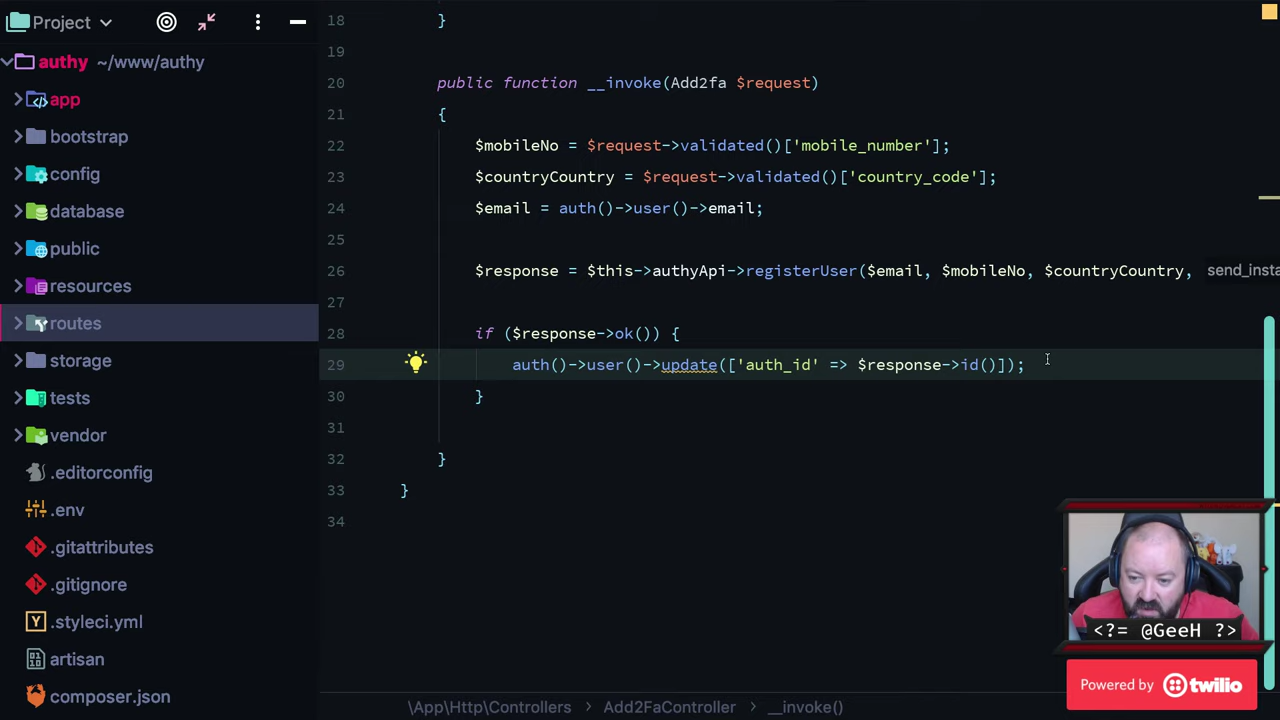 Project
authy ~/www/authy
app
bootstrap
config
database
public
resources
routes
storage
tests
vendor
.editorconfig
.env
.gitattributes
.gitignore
.styleci.yml
artisan
composer.json
18 }
19
20 public function __invoke(Add2fa $request)
21 {
22 $mobileNo = $request->validated()['mobile_number'];
23 $countryCountry = $request->validated()['country_code'];
24 $email = auth()->user()->email;
25
26 $response = $this->authyApi->registerUser($email, $mobileNo, $countryCountry, send_insta
27
28 if ($response->ok()) {
29 auth()->user()->update(['auth_id' => $response->id()]);
30 }
31
32 }
33 }
34
<?= @GeeH ?>
Powered by twilio
\App\Http\Controllers Add2FaController __invoke()